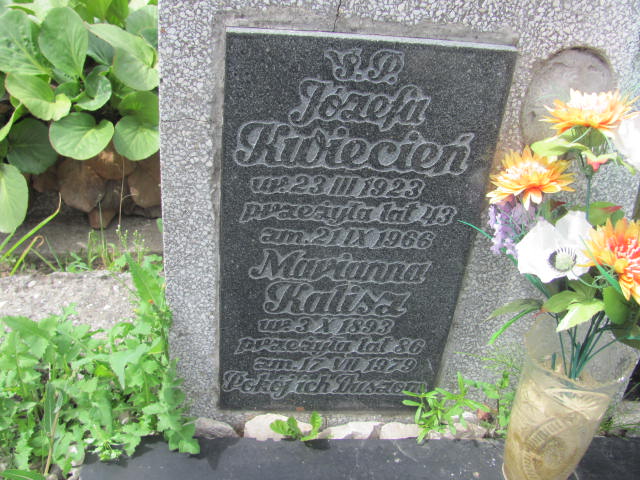 Ś.P.
Józefa
Kwiecień
ur. 23 III 1923
przeżyła lat 43
zm. 21 IX 1966
Marianna
Kalisz
ur. 3 X 1893
przeżyła lat 86
zm. 17 VII 1979
Pokój ich Duszom